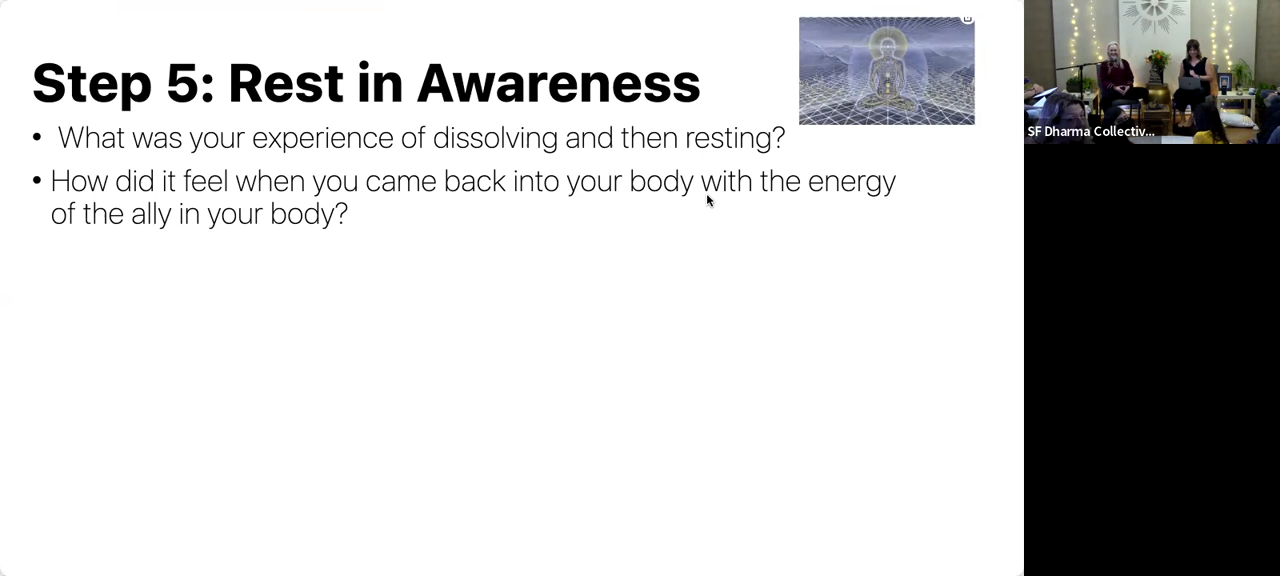 Step 5: Rest in Awareness
• What was your experience of dissolving and then resting?
• How did it feel when you came back into your body with the energy
of the ally in your body?
SF Dharma Collectiv...